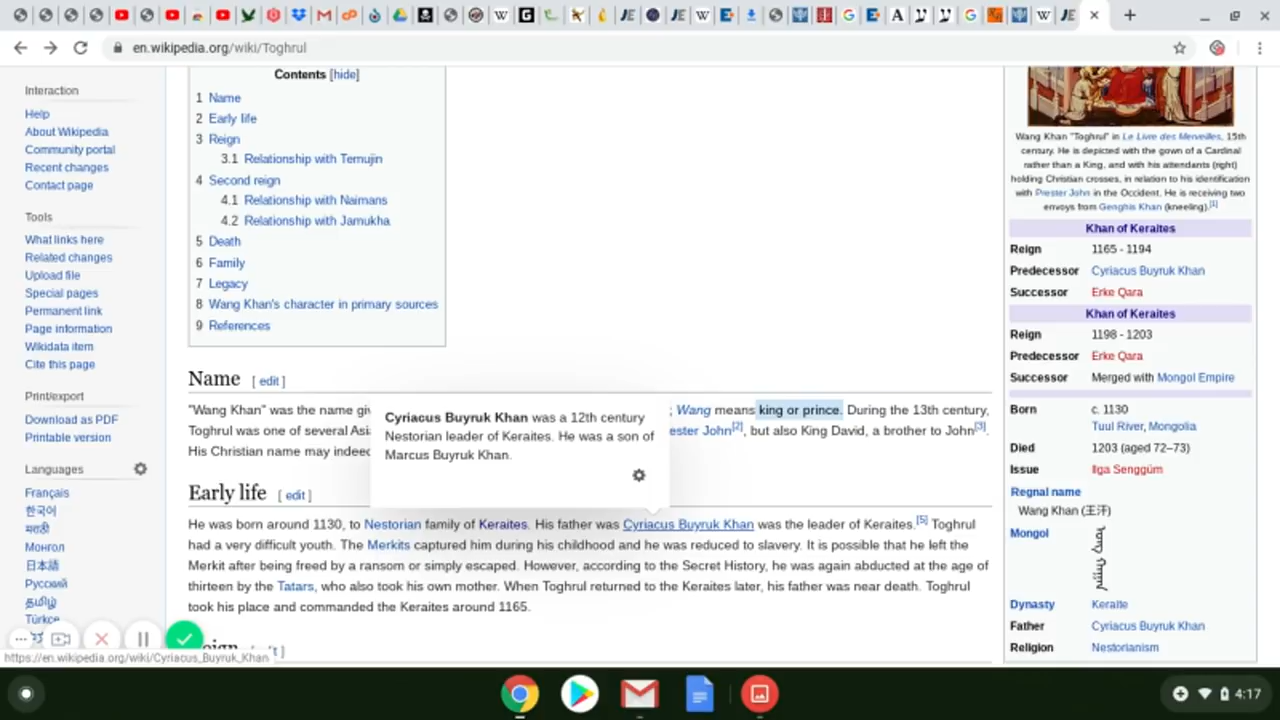 en.wikipedia.org/wiki/Toghrul
Interaction
Help
About Wikipedia
Community portal
Recent changes
Contact page
Tools
What links here
Related changes
Upload file
Special pages
Permanent link
Page information
Wikidata item
Cite this page
Print/export
Download as PDF
Printable version
Languages
Français
한국어
मराठी
Монгол
日本語
Русский
தமிழ்
Türkçe
https://en.wikipedia.org/wiki/Cyriacus_Buyruk_Khan
Contents [hide]
1 Name
2 Early life
3 Reign
3.1 Relationship with Temujin
4 Second reign
4.1 Relationship with Naimans
4.2 Relationship with Jamukha
5 Death
6 Family
7 Legacy
8 Wang Khan's character in primary sources
9 References
Name [ edit ]
"Wang Khan" was the name ; Wang means king or prince. During the 13th century,
Toghrul was one of several ester John[2], but also King David, a brother to John[3].
His Christian name may
Cyriacus Buyruk Khan was a 12th century
Nestorian leader of Keraites. He was a son of
Marcus Buyruk Khan.
Early life [ edit ]
He was born around 1130, to Nestorian family of Keraites. His father was Cyriacus Buyruk Khan was the leader of Keraites.[5] Toghrul
had a very difficult youth. The Merkits captured him during his childhood and he was reduced to slavery. It is possible that he left the
Merkit after being freed by a ransom or simply escaped. However, according to the Secret History, he was again abducted at the age of
thirteen by the Tatars, who also took his own mother. When Toghrul returned to the Keraites later, his father was near death. Toghrul
took his place and commanded the Keraites around 1165.
Wang Khan "Toghrul" in Le Livre des Merveilles, 15th
century. He is depicted with the gown of a Cardinal
rather than a King, and with his attendants (right)
holding Christian crosses, in relation to his identification
with Prester John in the Occident. He is receiving two
envoys from Genghis Khan (kneeling).[1]
Khan of Keraites
Reign 1165 - 1194
Predecessor Cyriacus Buyruk Khan
Successor Erke Qara
Khan of Keraites
Reign 1198 - 1203
Predecessor Erke Qara
Successor Merged with Mongol Empire
Born c. 1130
Tuul River, Mongolia
Died 1203 (aged 72–73)
Issue Ilga Senggüm
Regnal name
Wang Khan (王汗)
Mongol
Dynasty Keraite
Father Cyriacus Buyruk Khan
Religion Nestorianism
4:17